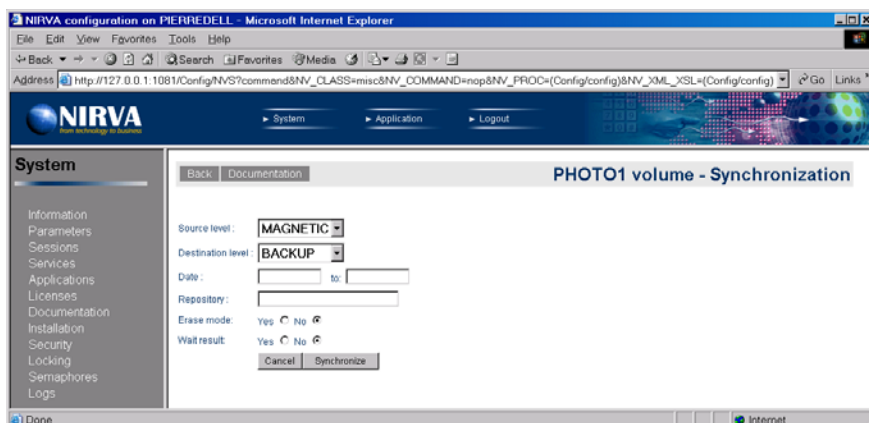 NIRVA configuration on PIERREDELL - Microsoft Internet Explorer
File Edit View Favorites Tools Help
Back Search Favorites Media
Address http://127.0.0.1:1081/Config/NVS?command&NV_CLASS=misc&NV_COMMAND=nop&NV_PROC=(Config/config)&NV_XML_XSL=(Config/config) Go Links
NIRVA
from technology to business
System Application Logout
System
Back Documentation
PHOTO1 volume - Synchronization
Information
Parameters
Sessions
Services
Applications
Licenses
Documentation
Installation
Security
Locking
Semaphores
Logs
Source level : MAGNETIC
Destination level : BACKUP
Date : to:
Repository :
Erase mode: Yes No
Wait result: Yes No
Cancel Synchronize
Done Internet